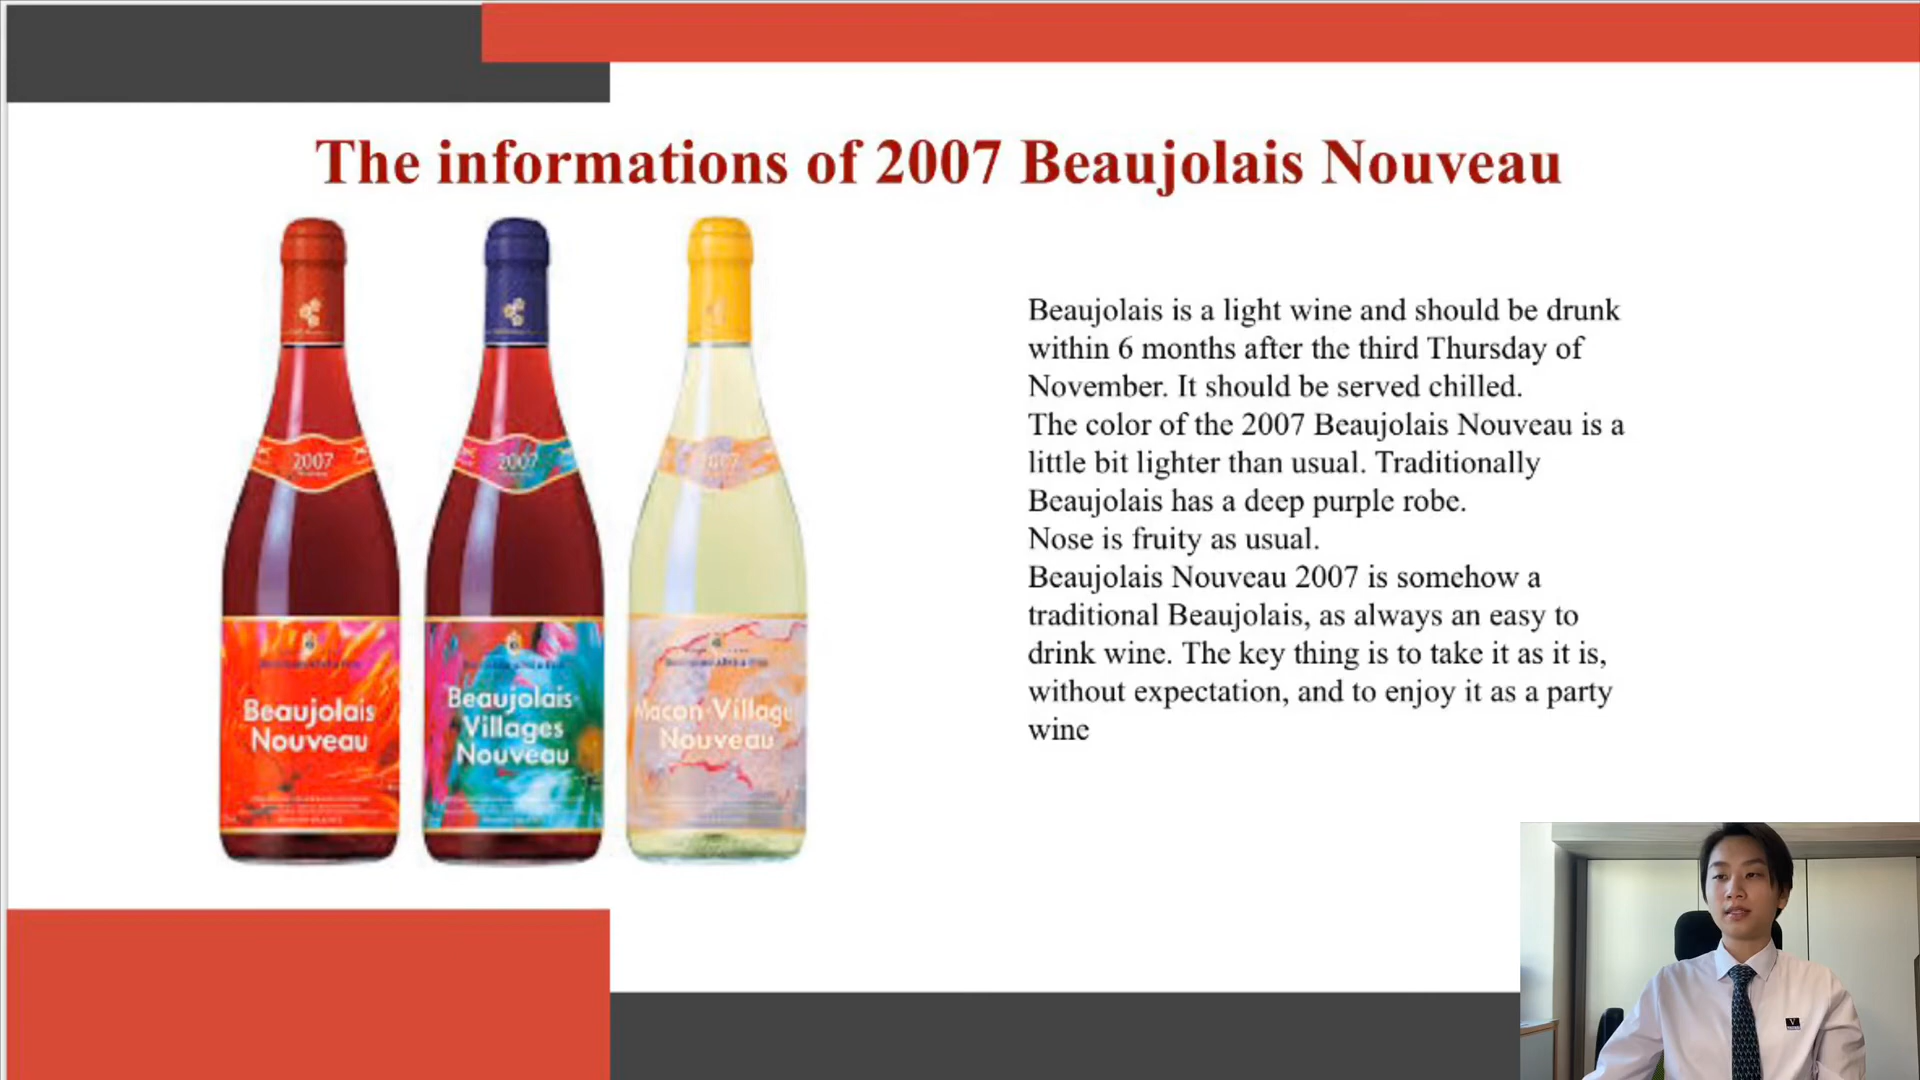 The informations of 2007 Beaujolais Nouveau
Beaujolais is a light wine and should be drunk
within 6 months after the third Thursday of
November. It should be served chilled.
The color of the 2007 Beaujolais Nouveau is a
little bit lighter than usual. Traditionally
Beaujolais has a deep purple robe.
Nose is fruity as usual.
Beaujolais Nouveau 2007 is somehow a
traditional Beaujolais, as always an easy to
drink wine. The key thing is to take it as it is,
without expectation, and to enjoy it as a party
wine
2007
Beaujolais
Nouveau
2007
Beaujolais-
Villages
Nouveau
2007
Macon-Village
Nouveau